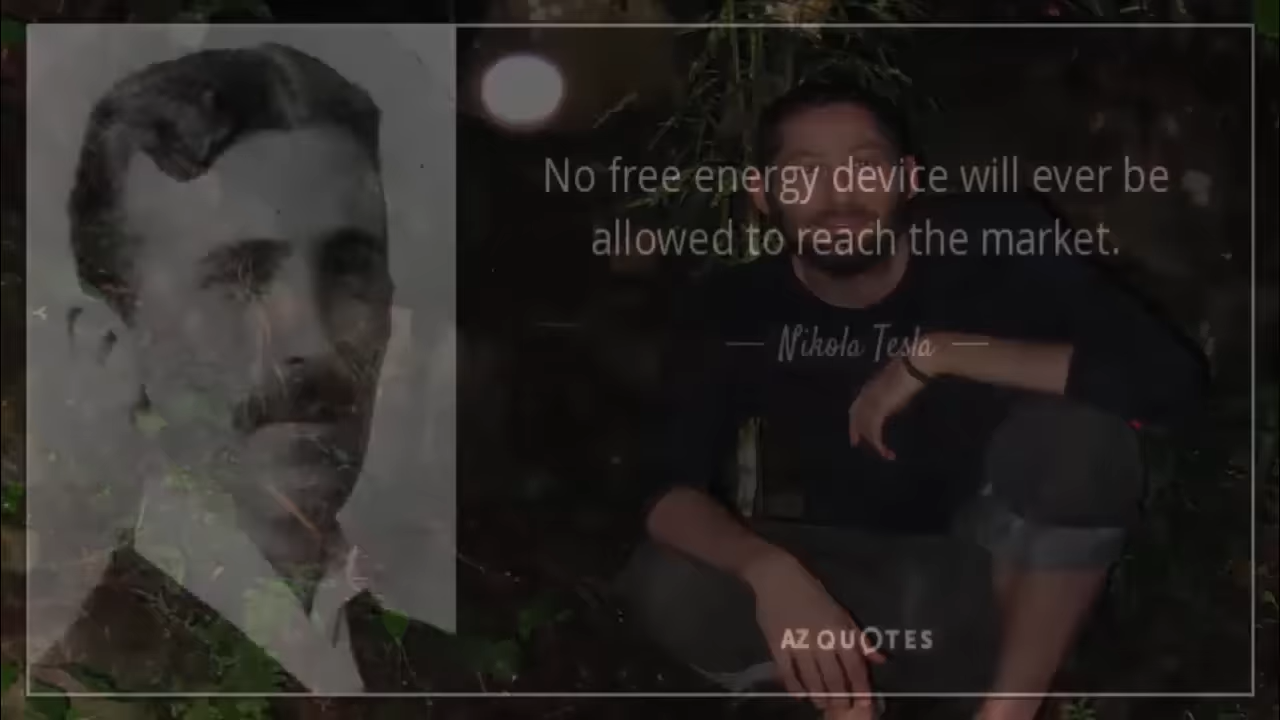 No free energy device will ever be
allowed to reach the market.
Nikola Tesla
AZ QUOTES